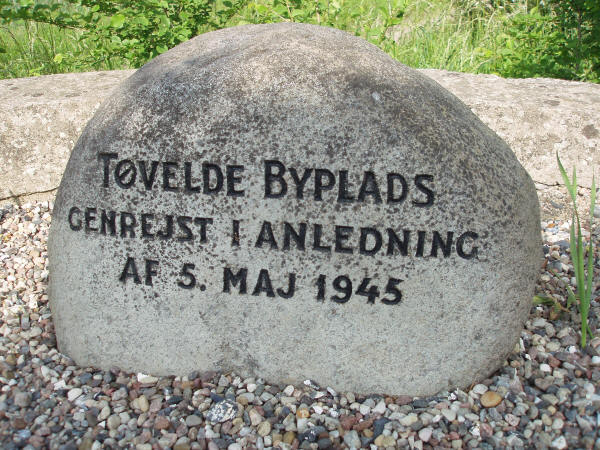 TØVELDE BYPLADS
GENREJST I ANLEDNING
AF 5. MAJ 1945